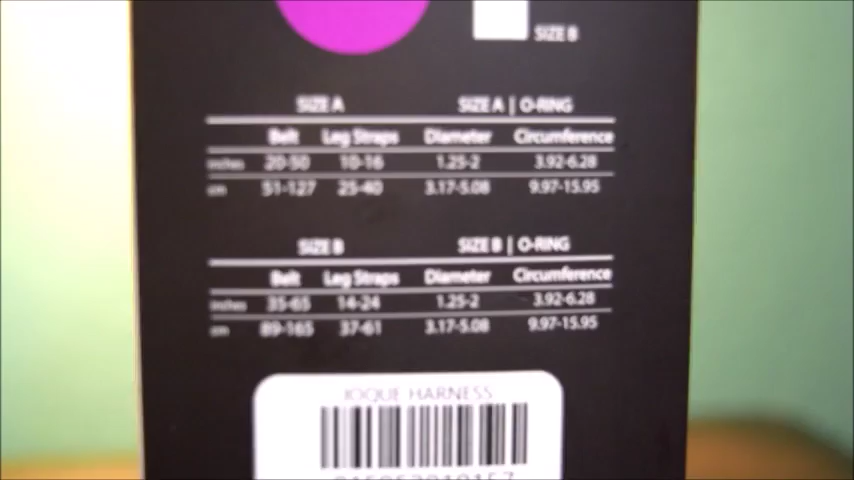 SIZE B
SIZE A SIZE A | O-RING
Belt Leg Straps Diameter Circumference
inches 20-50 10-16 1.25-2 3.92-6.28
cm 51-127 25-40 3.17-5.08 9.97-15.95
SIZE B SIZE B | O-RING
Belt Leg Straps Diameter Circumference
inches 35-65 14-24 1.25-2 3.92-6.28
cm 89-165 37-61 3.17-5.08 9.97-15.95
JOQUE HARNESS